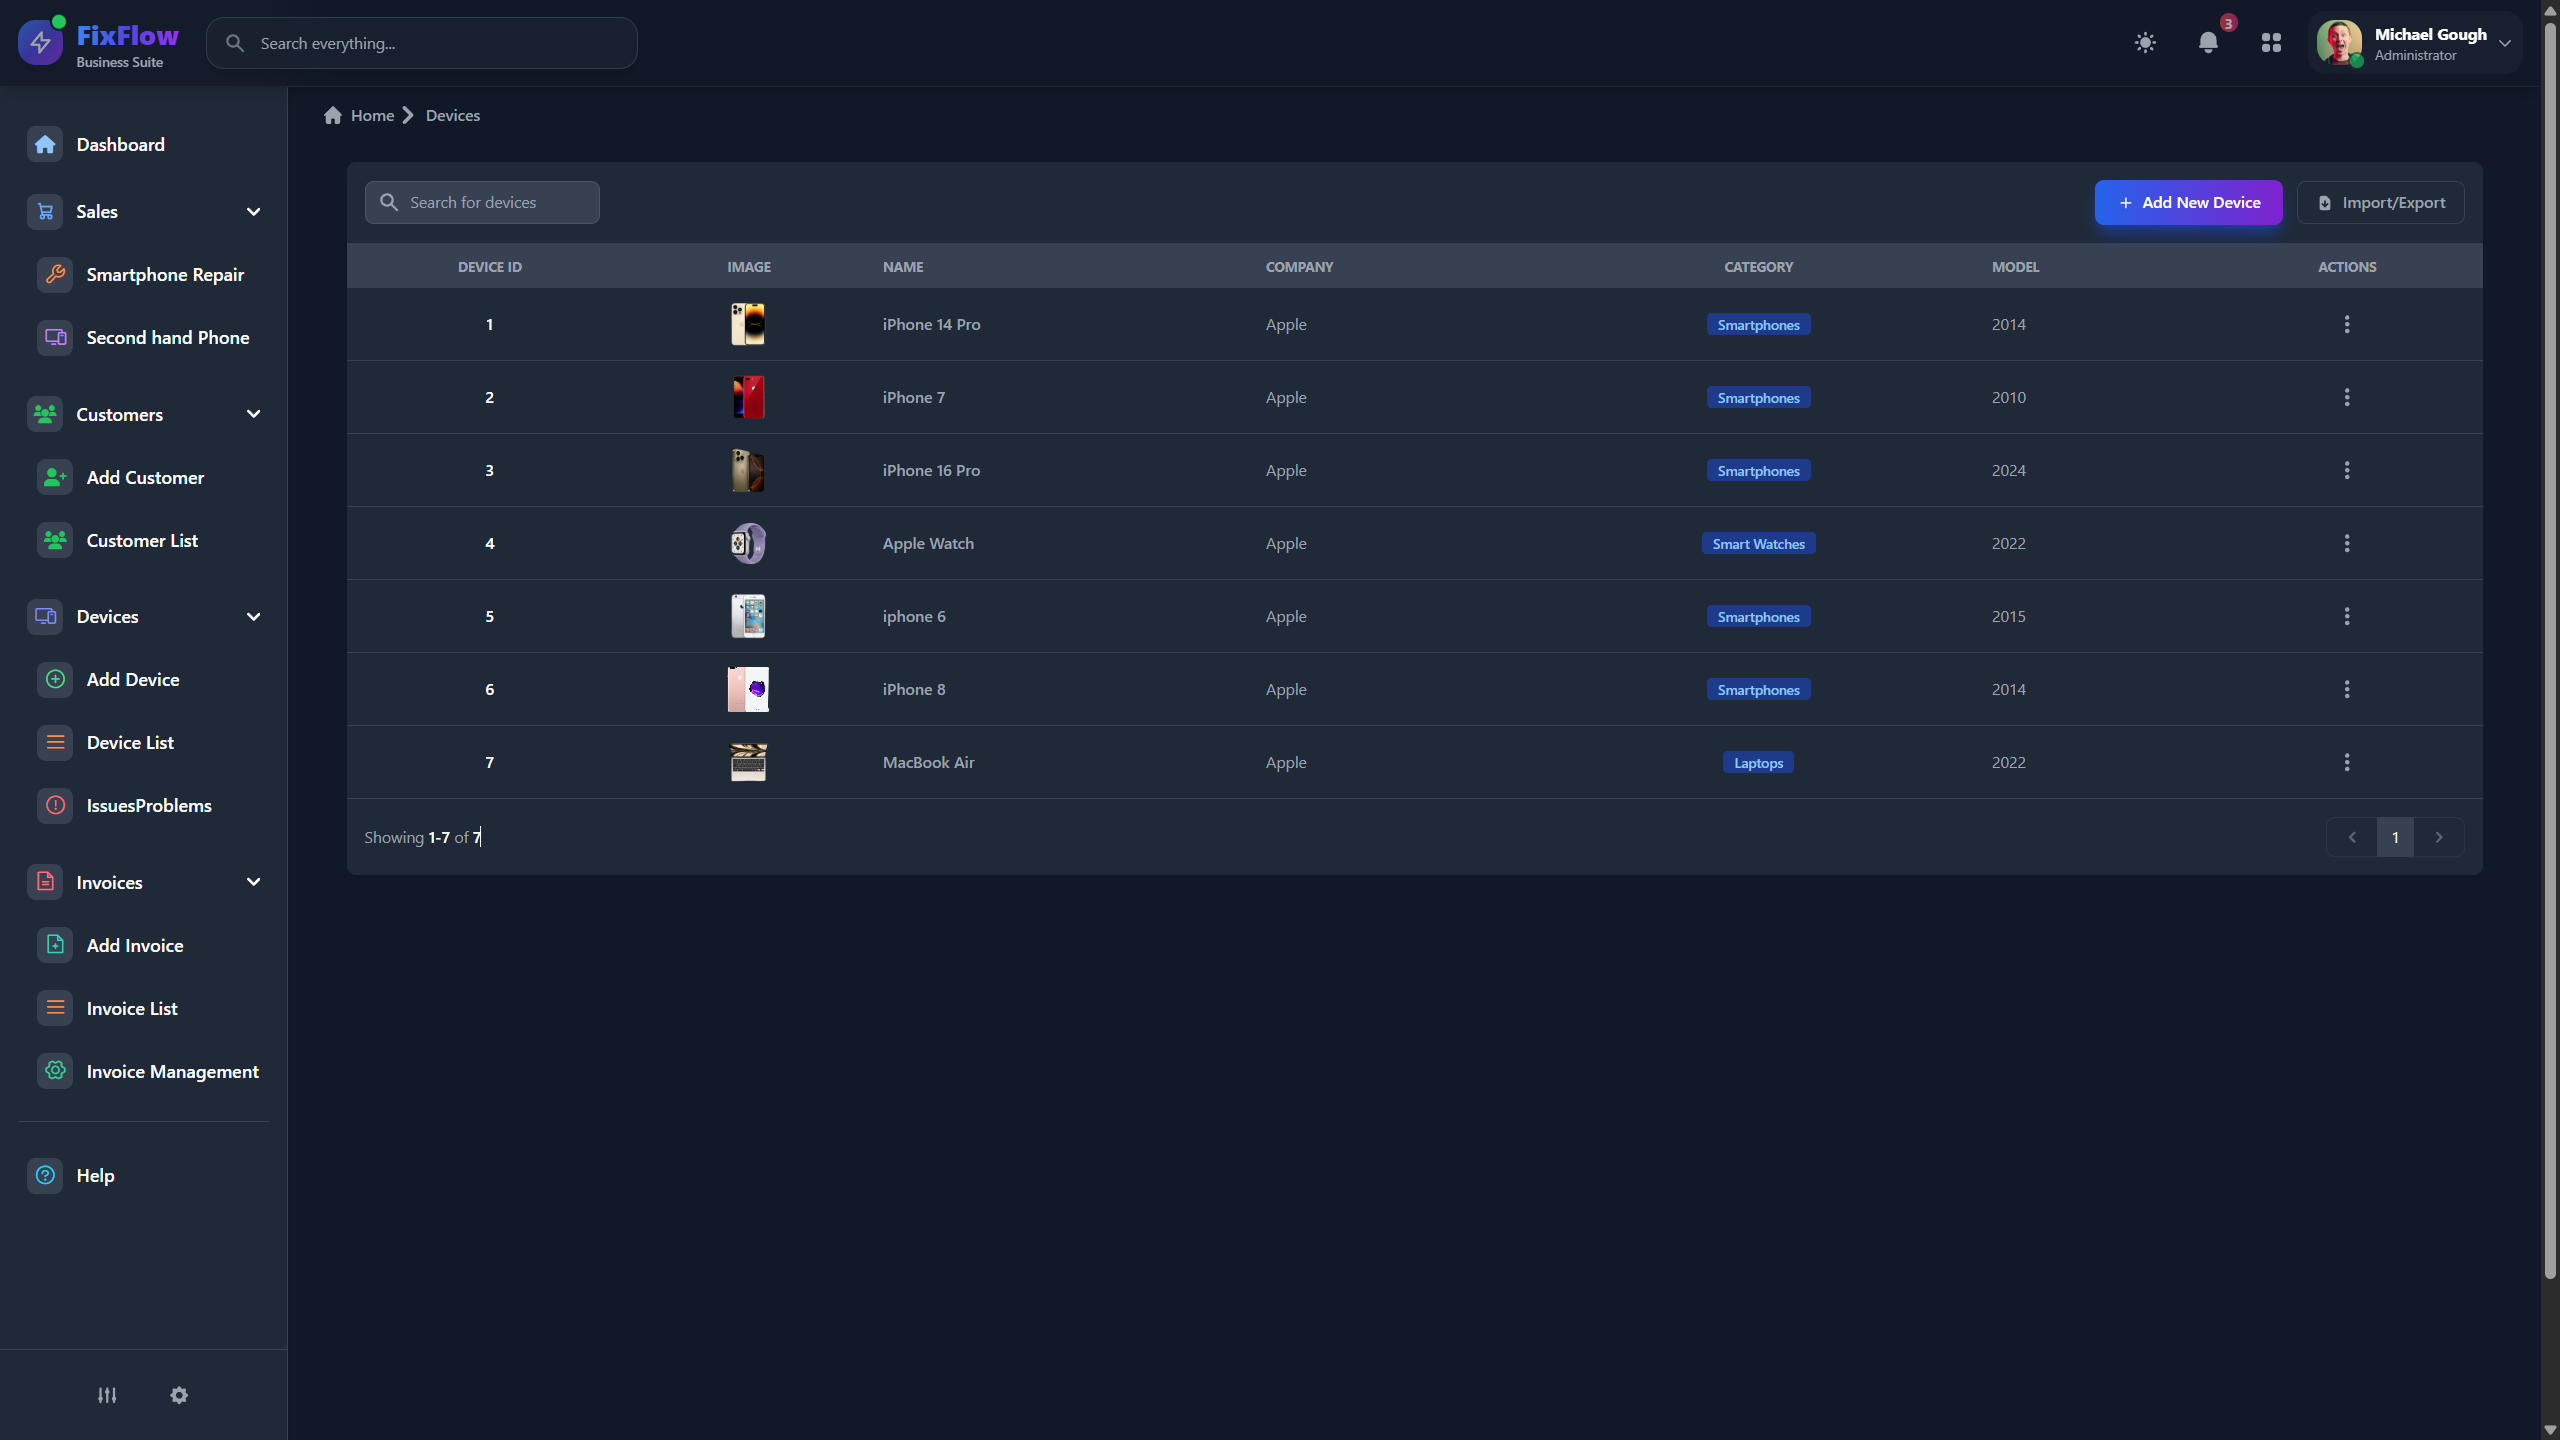 FixFlow
Business Suite
Search everything...
3
Michael Gough
Administrator
Dashboard
Sales
Smartphone Repair
Second hand Phone
Customers
Add Customer
Customer List
Devices
Add Device
Device List
IssuesProblems
Invoices
Add Invoice
Invoice List
Invoice Management
Help
Home
Devices
Search for devices
Add New Device
Import/Export
DEVICE ID IMAGE NAME COMPANY CATEGORY MODEL ACTIONS
1 iPhone 14 Pro Apple Smartphones 2014
2 iPhone 7 Apple Smartphones 2010
3 iPhone 16 Pro Apple Smartphones 2024
4 Apple Watch Apple Smart Watches 2022
5 iphone 6 Apple Smartphones 2015
6 iPhone 8 Apple Smartphones 2014
7 MacBook Air Apple Laptops 2022
Showing 1-7 of 7
1